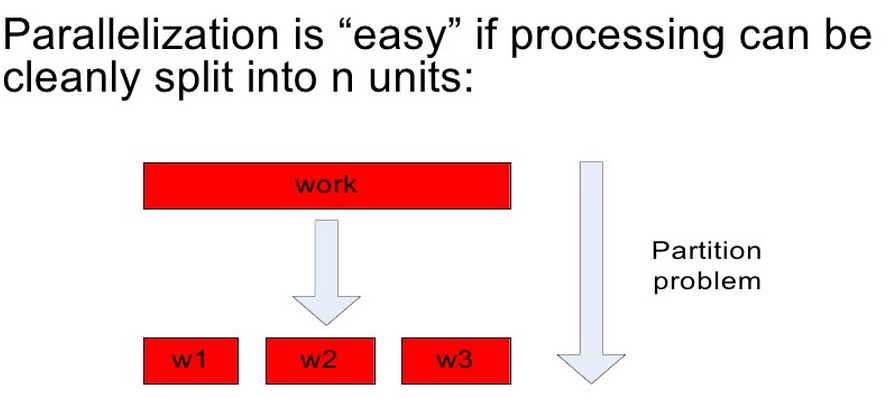 Parallelization is “easy” if processing can be
cleanly split into n units:
work
Partition
problem
w1 w2 w3